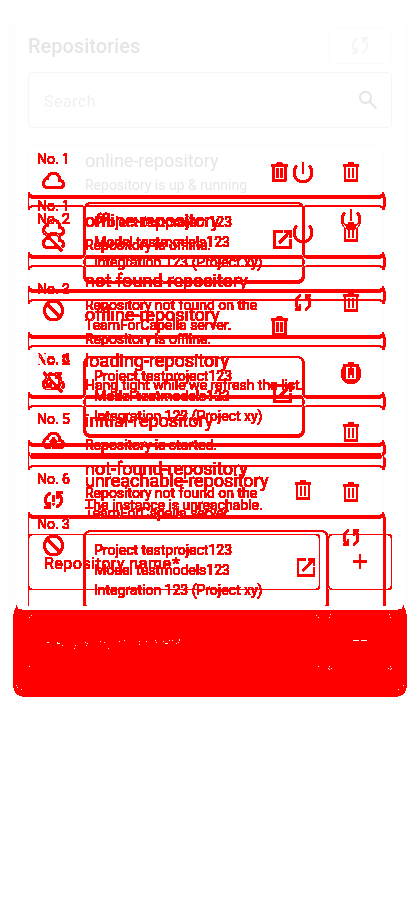 Repositories
Search
No. 1
online-repository
Repository is up & running
No. 1
No. 2
offline-repository
Project testproject123
Repository is offline.
Model testmodels123
Integration 123 (Project xy)
not-found-repository
No. 3
Repository not found on the
offline-repository
TeamForCapella server.
Repository is offline.
loading-repository
Project testproject123
Hang tight while we refresh the list.
Model testmodels123
Integration 123 (Project xy)
initial-repository
No. 5
Repository is started.
not-found-repository
No. 6
unreachable-repository
Repository not found on the
The instance is unreachable.
TeamForCapella server.
No. 3
Project testproject123
Repository name*
Model testmodels123
Integration 123 (Project xy)